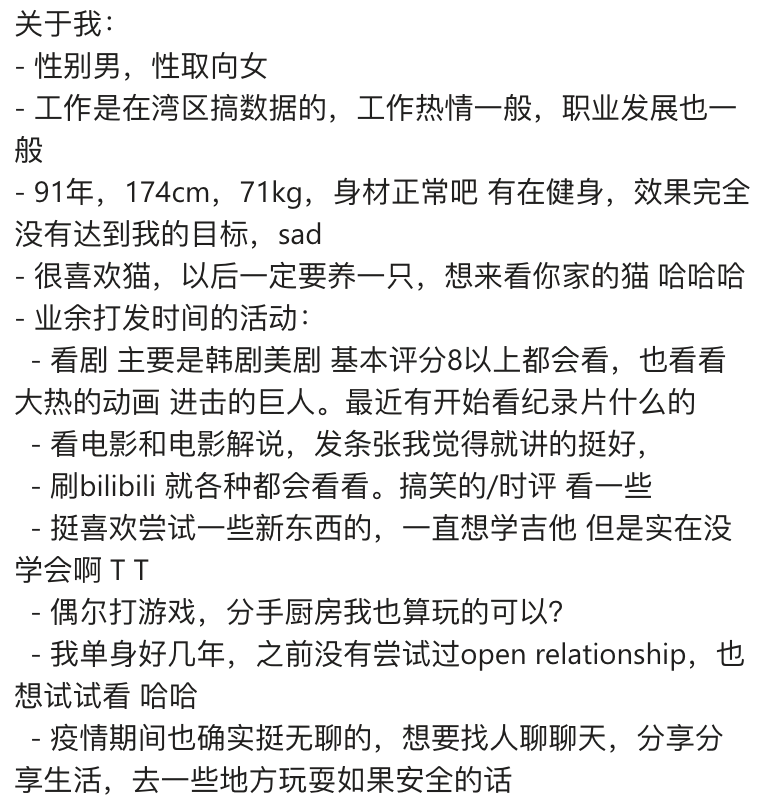 关于我：
- 性别男，性取向女
- 工作是在湾区搞数据的，工作热情一般，职业发展也一
般
- 91年，174cm，71kg，身材正常吧 有在健身，效果完全
没有达到我的目标，sad
- 很喜欢猫，以后一定要养一只，想来看你家的猫 哈哈哈
- 业余打发时间的活动：
  - 看剧 主要是韩剧美剧 基本评分8以上都会看，也看看
大热的动画 进击的巨人。最近有开始看纪录片什么的
  - 看电影和电影解说，发条张我觉得就讲的挺好，
  - 刷bilibili 就各种都会看看。搞笑的/时评 看一些
  - 挺喜欢尝试一些新东西的，一直想学吉他 但是实在没
学会啊 T T
  - 偶尔打游戏，分手厨房我也算玩的可以？
  - 我单身好几年，之前没有尝试过open relationship，也
想试试看 哈哈
  - 疫情期间也确实挺无聊的，想要找人聊聊天，分享分
享生活，去一些地方玩耍如果安全的话